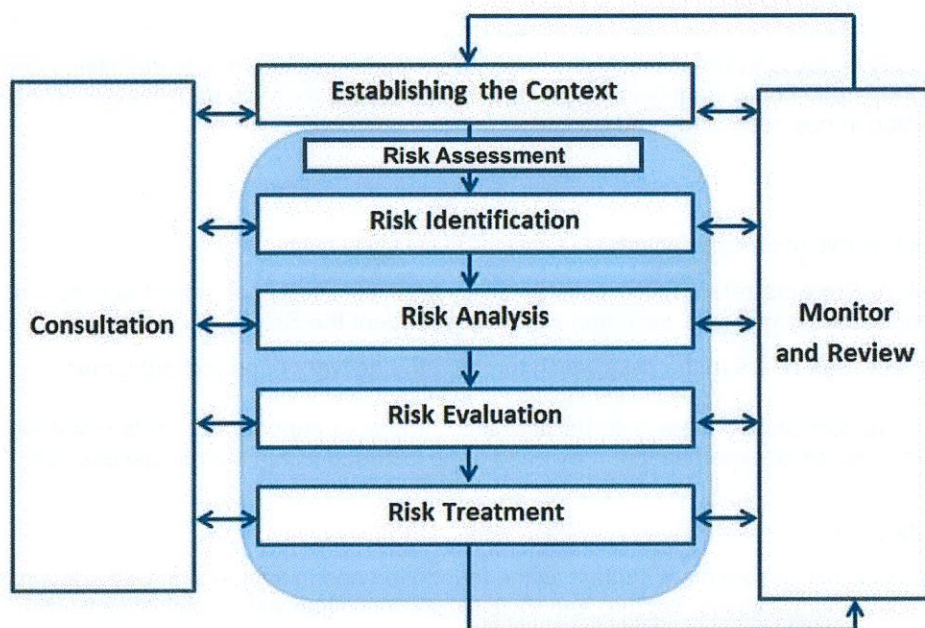 Establishing the Context
Risk Assessment
Risk Identification
Risk Analysis
Risk Evaluation
Risk Treatment
Consultation
Monitor
and Review